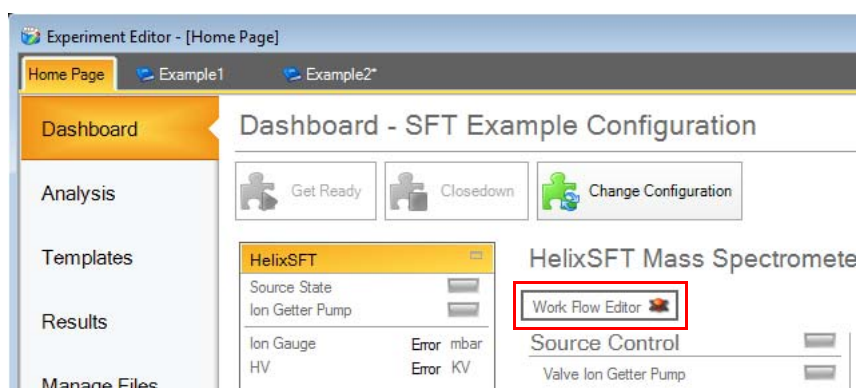 Experiment Editor - [Home Page]
Home Page Example1 Example2*
Dashboard
Analysis
Templates
Results
Manage Files
Dashboard - SFT Example Configuration
Get Ready Closedown Change Configuration
HelixSFT
Source State
Ion Getter Pump
Ion Gauge Error mbar
HV Error KV
HelixSFT Mass Spectromete
Work Flow Editor
Source Control
Valve Ion Getter Pump